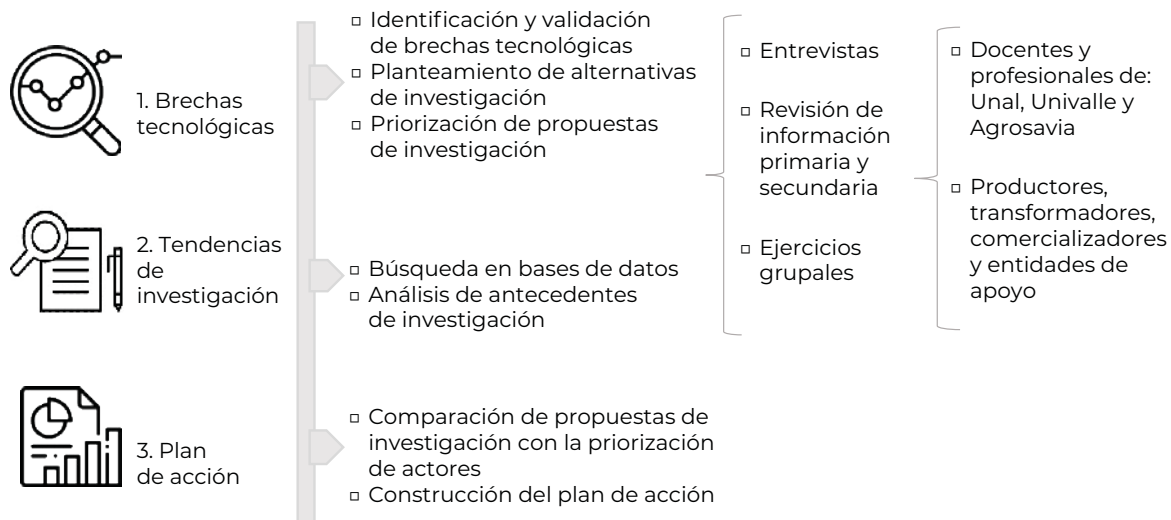 1. Brechas
tecnológicas
▫ Identificación y validación
de brechas tecnológicas
▫ Planteamiento de alternativas
de investigación
▫ Priorización de propuestas
de investigación
2. Tendencias
de
investigación
▫ Búsqueda en bases de datos
▫ Análisis de antecedentes
de investigación
▫ Entrevistas
▫ Revisión de
información
primaria y
secundaria
▫ Ejercicios
grupales
▫ Docentes y
profesionales de:
Unal, Univalle y
Agrosavia
▫ Productores,
transformadores,
comercializadores
y entidades de
apoyo
3. Plan
de acción
▫ Comparación de propuestas de
investigación con la priorización
de actores
▫ Construcción del plan de acción